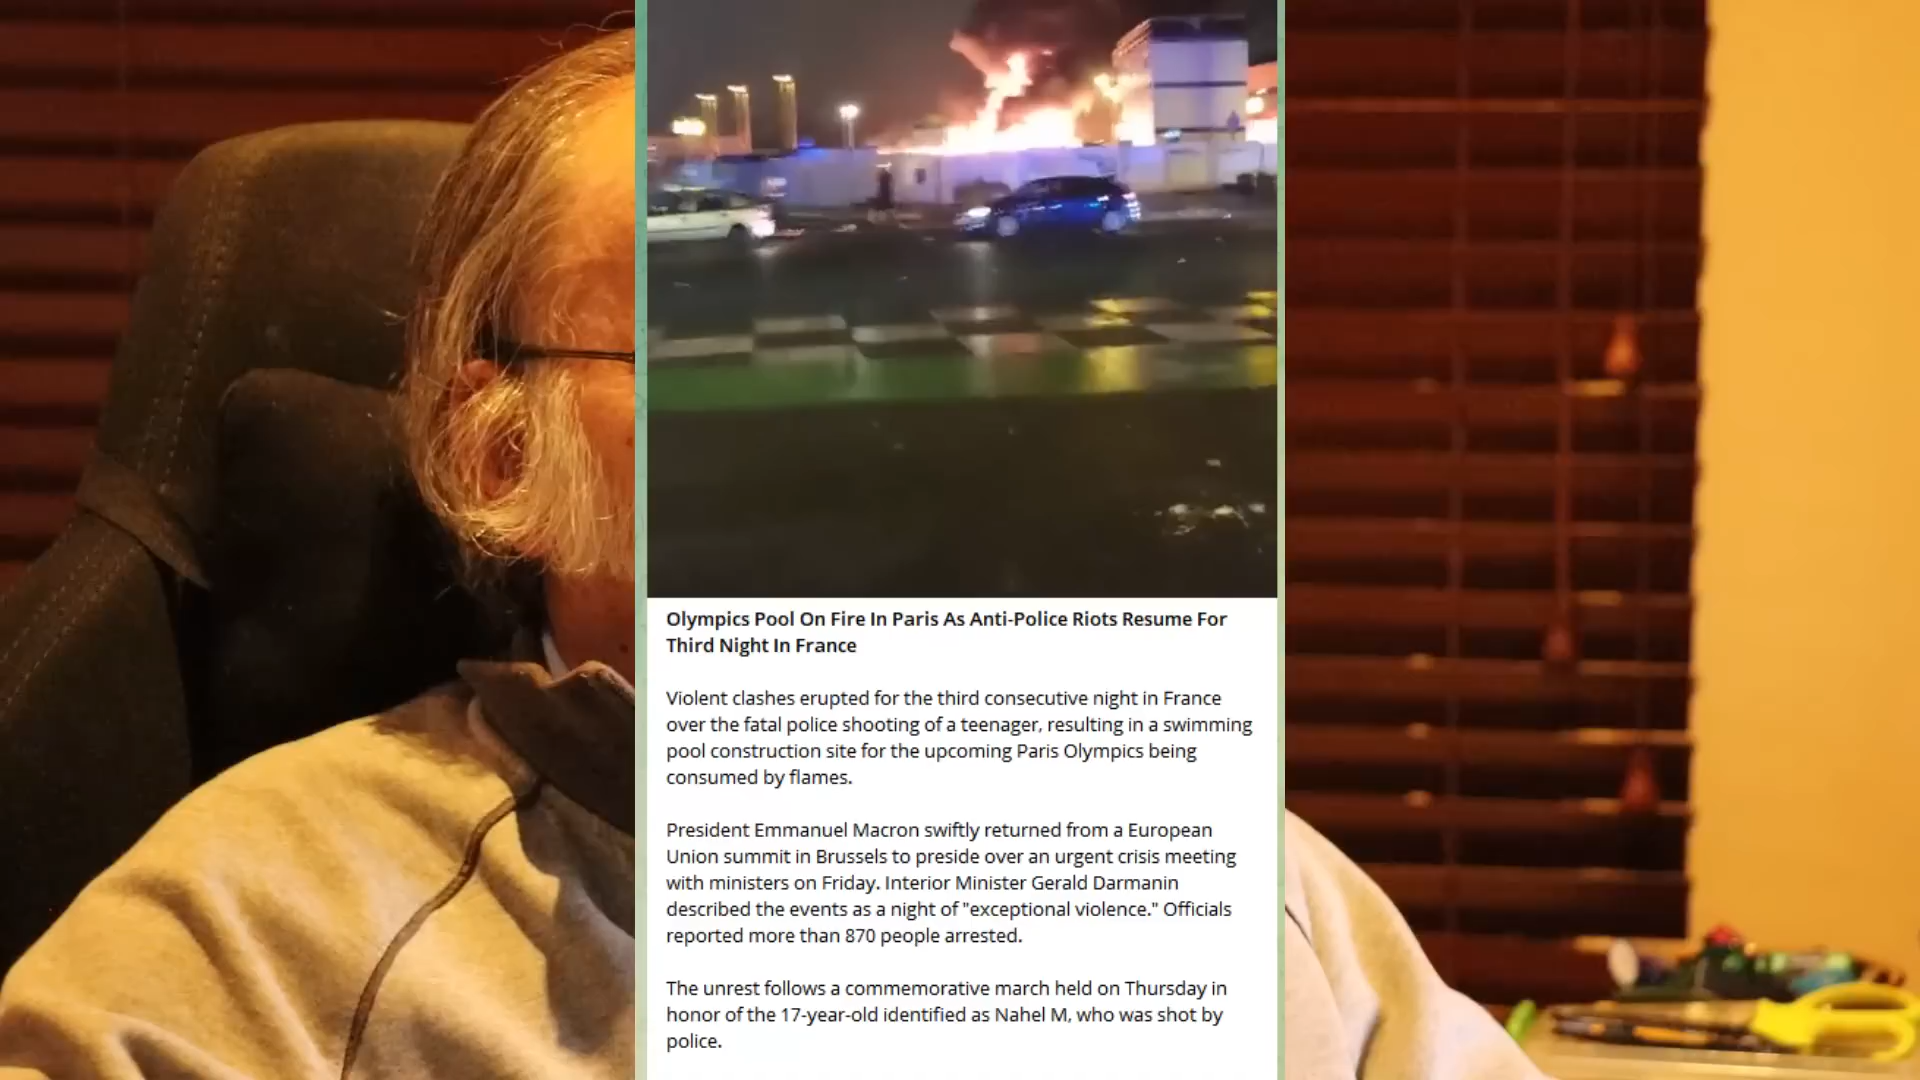 Olympics Pool On Fire In Paris As Anti-Police Riots Resume For
Third Night In France
Violent clashes erupted for the third consecutive night in France
over the fatal police shooting of a teenager, resulting in a swimming
pool construction site for the upcoming Paris Olympics being
consumed by flames.
President Emmanuel Macron swiftly returned from a European
Union summit in Brussels to preside over an urgent crisis meeting
with ministers on Friday. Interior Minister Gerald Darmanin
described the events as a night of "exceptional violence." Officials
reported more than 870 people arrested.
The unrest follows a commemorative march held on Thursday in
honor of the 17-year-old identified as Nahel M, who was shot by
police.